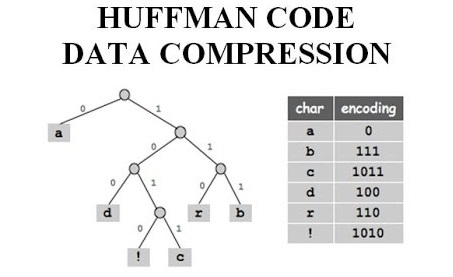 HUFFMAN CODE
DATA COMPRESSION
0 1
a
0 1
0 1 0 1
d r b
0 1
! c
char encoding
a 0
b 111
c 1011
d 100
r 110
! 1010